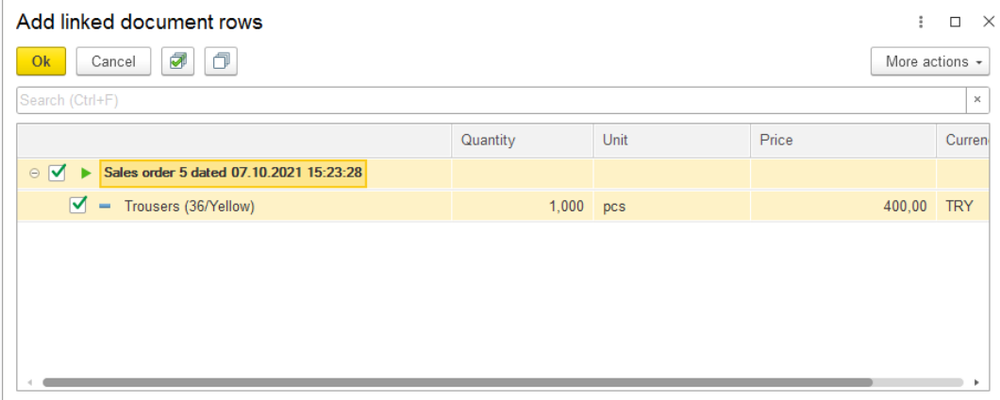 Add linked document rows
Ok Cancel More actions
Search (Ctrl+F)
Quantity Unit Price Curren
Sales order 5 dated 07.10.2021 15:23:28
Trousers (36/Yellow) 1,000 pcs 400,00 TRY